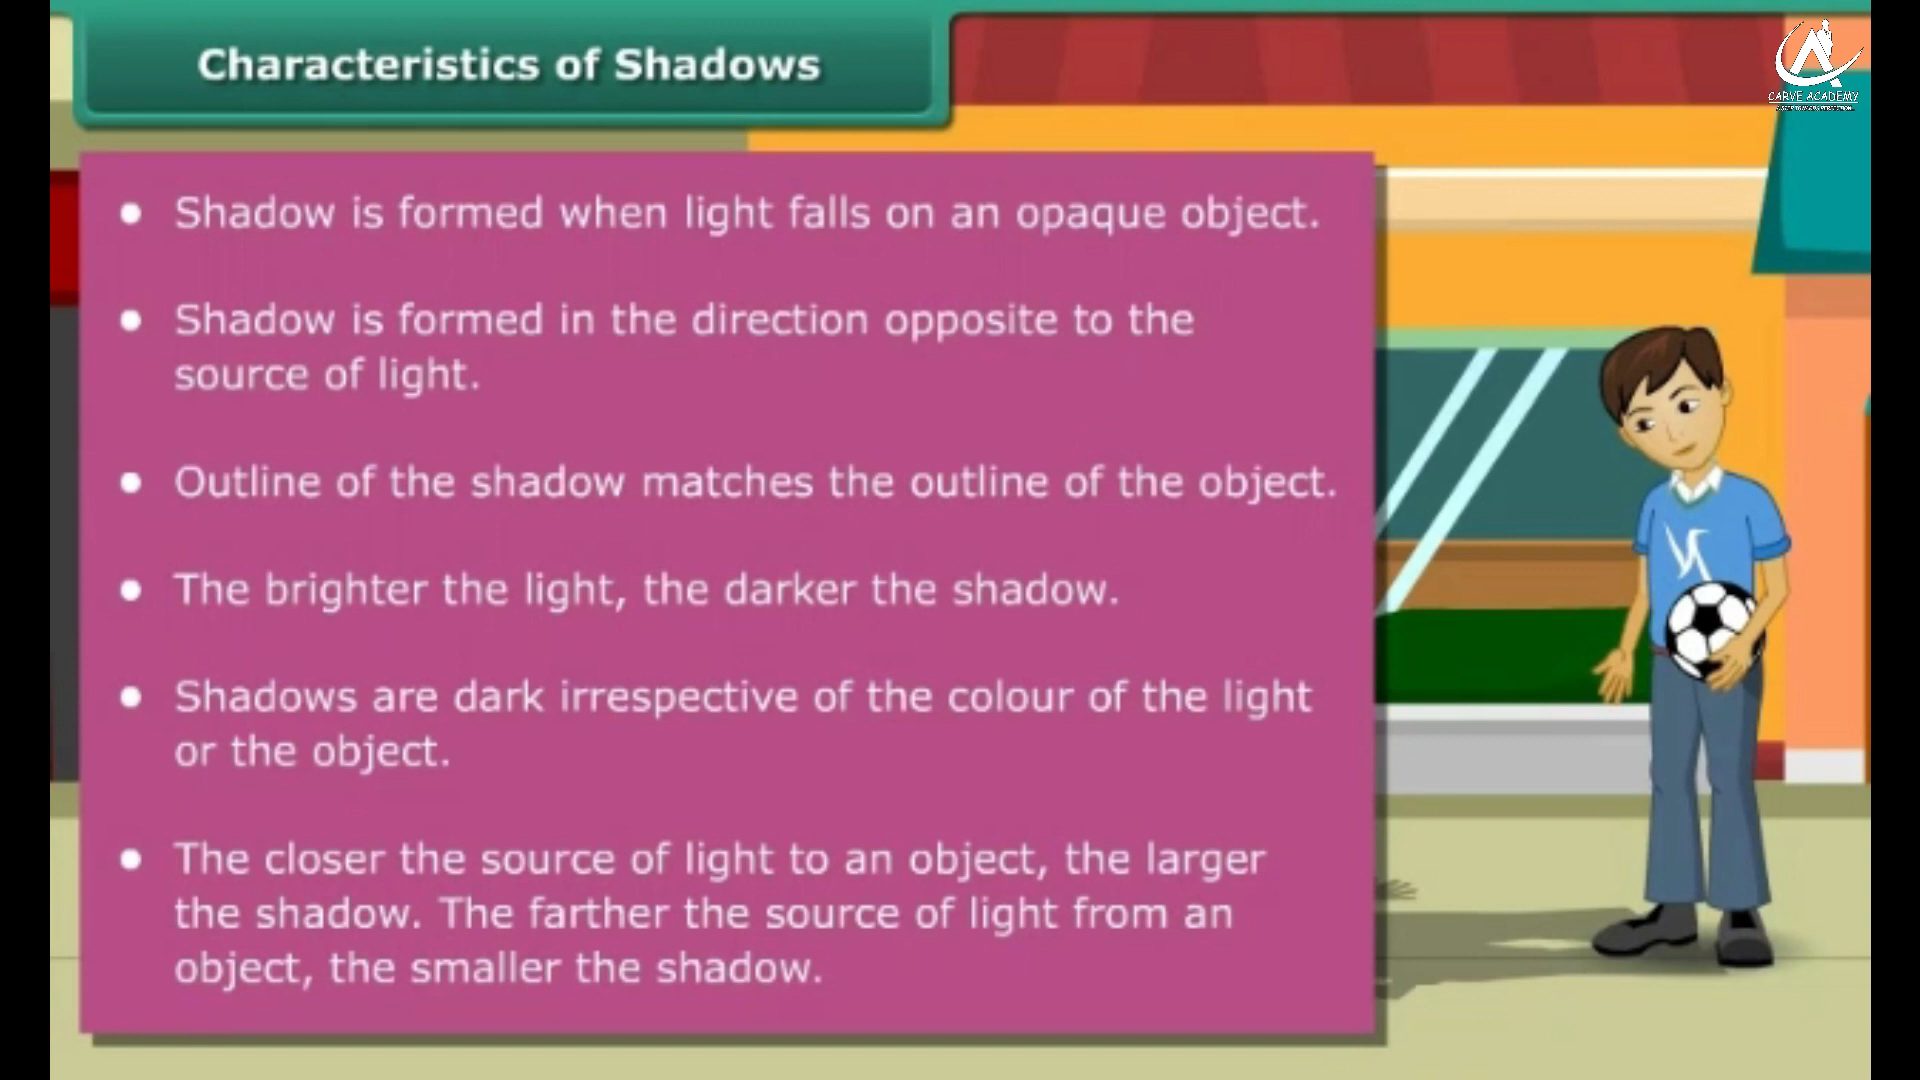 Characteristics of Shadows
CARVE ACADEMY
• Shadow is formed when light falls on an opaque object.
• Shadow is formed in the direction opposite to the
source of light.
• Outline of the shadow matches the outline of the object.
• The brighter the light, the darker the shadow.
• Shadows are dark irrespective of the colour of the light
or the object.
• The closer the source of light to an object, the larger
the shadow. The farther the source of light from an
object, the smaller the shadow.